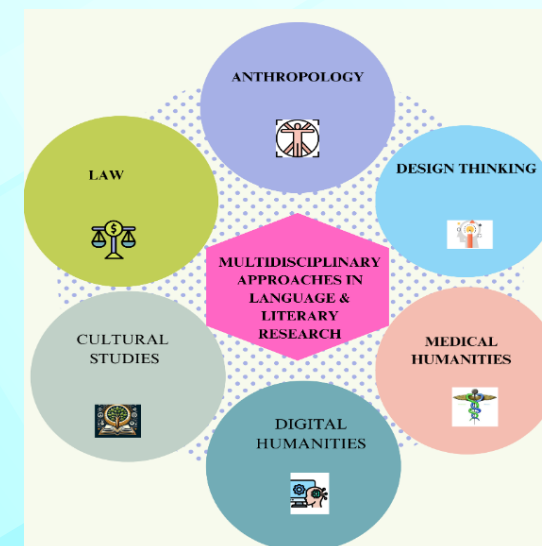 ANTHROPOLOGY
LAW
DESIGN THINKING
MULTIDISCIPLINARY
APPROACHES IN
LANGUAGE &
LITERARY
RESEARCH
CULTURAL
STUDIES
MEDICAL
HUMANITIES
DIGITAL
HUMANITIES
$